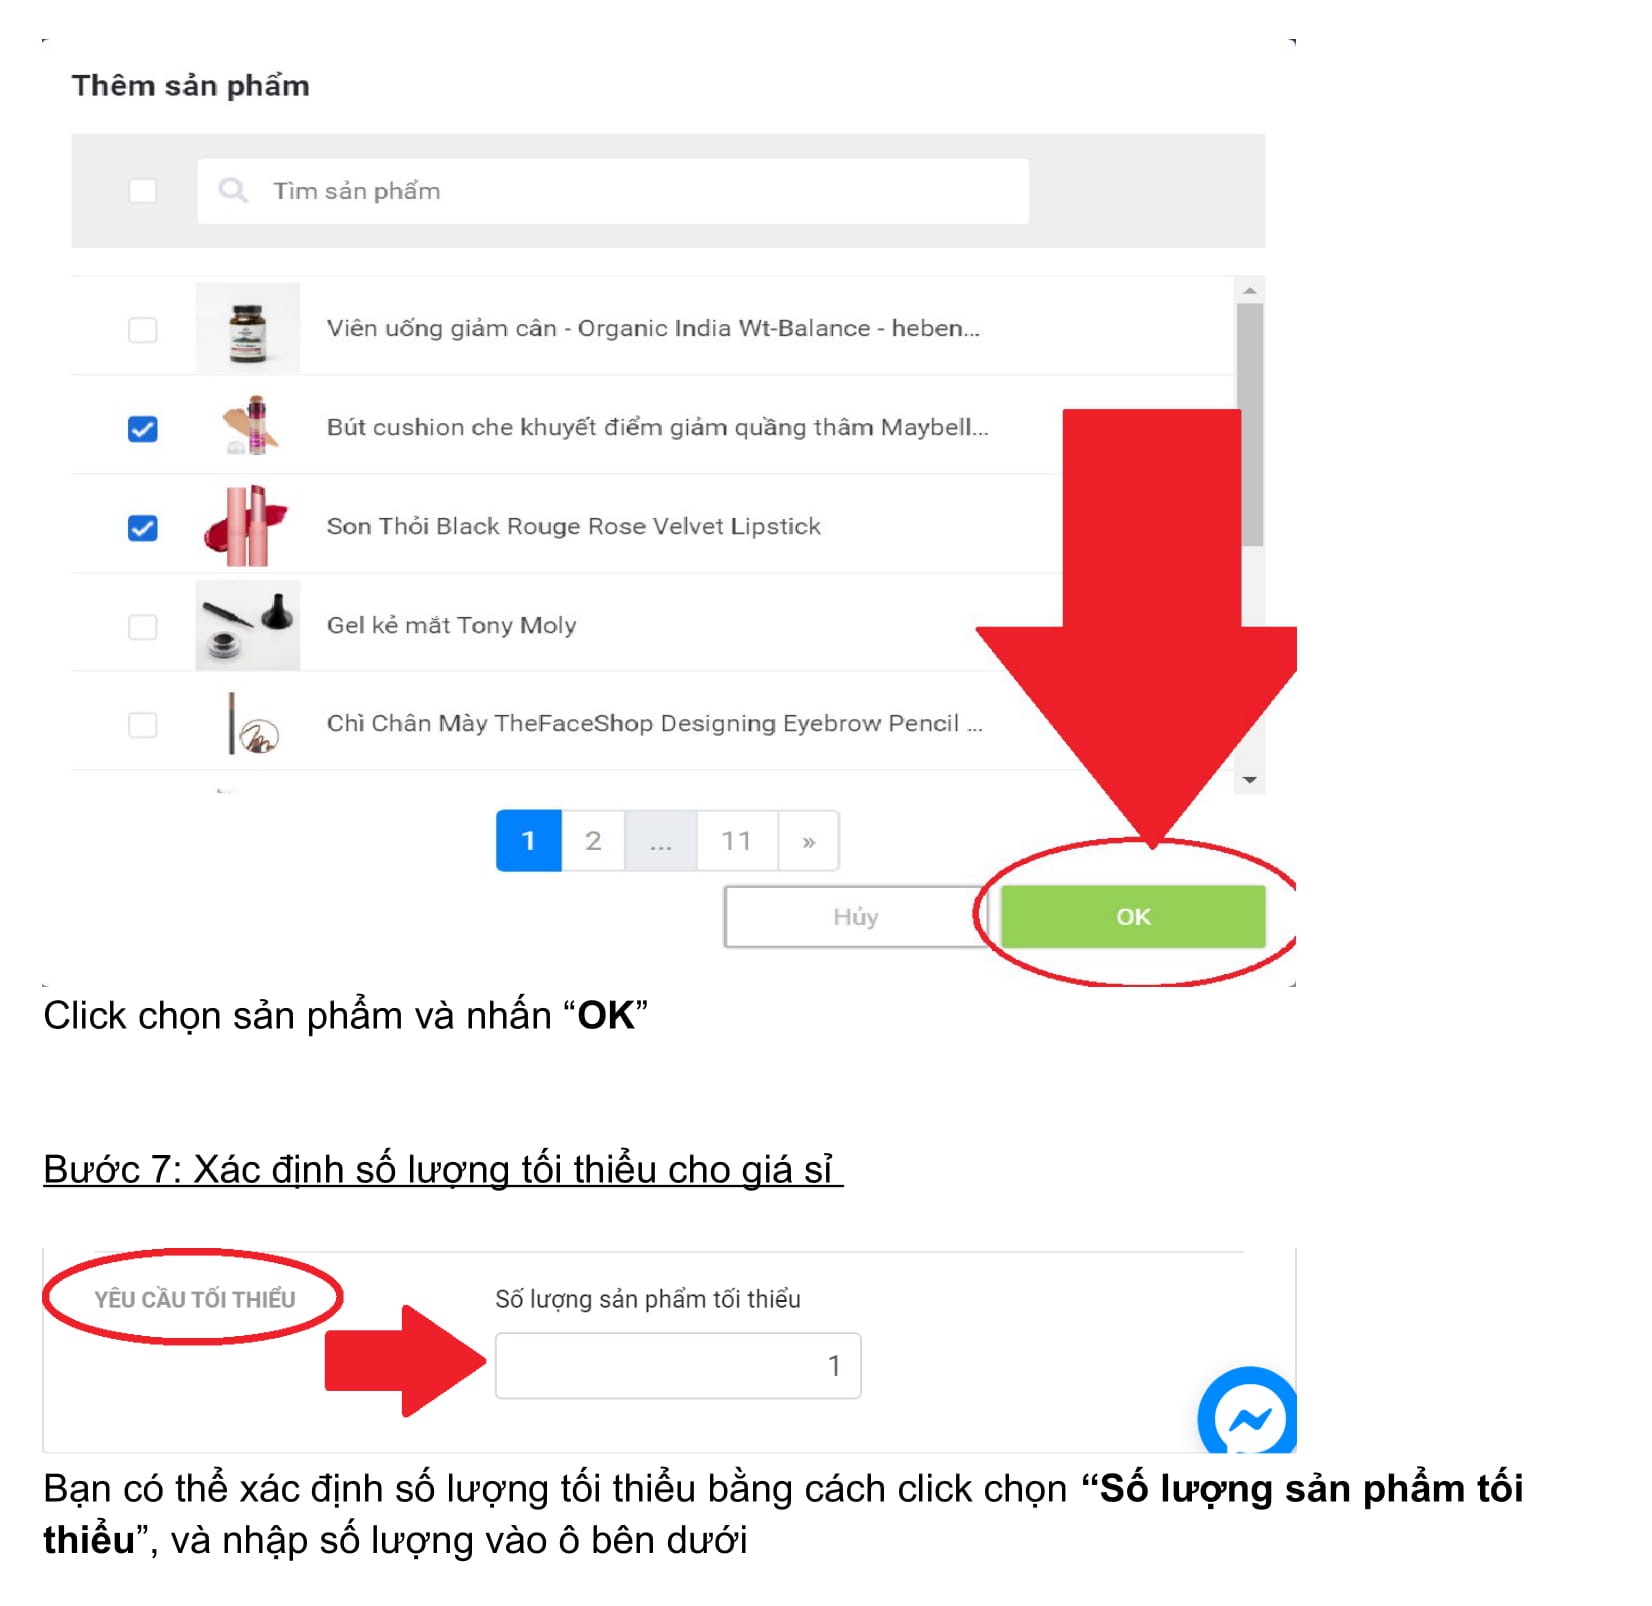 Thêm sản phẩm
Tìm sản phẩm
Viên uống giảm cân - Organic India Wt-Balance - heben...
Bút cushion che khuyết điểm giảm quầng thâm Maybell...
Son Thỏi Black Rouge Rose Velvet Lipstick
Gel kẻ mắt Tony Moly
Chì Chân Mày TheFaceShop Designing Eyebrow Pencil ...
1 2 ... 11 »
Hủy OK
Click chọn sản phẩm và nhấn “OK”
Bước 7: Xác định số lượng tối thiểu cho giá sỉ
YÊU CẦU TỐI THIỂU Số lượng sản phẩm tối thiểu
1
Bạn có thể xác định số lượng tối thiểu bằng cách click chọn “Số lượng sản phẩm tối
thiểu”, và nhập số lượng vào ô bên dưới